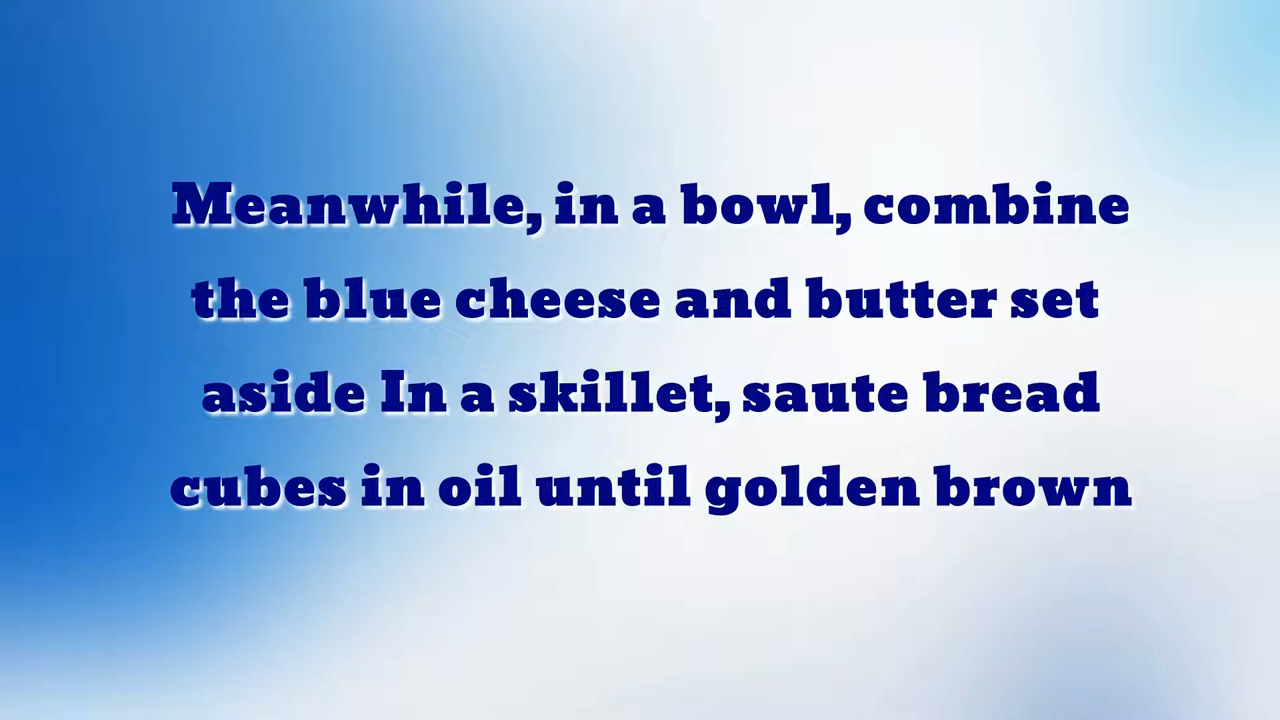 Meanwhile, in a bowl, combine
the blue cheese and butter set
aside In a skillet, saute bread
cubes in oil until golden brown